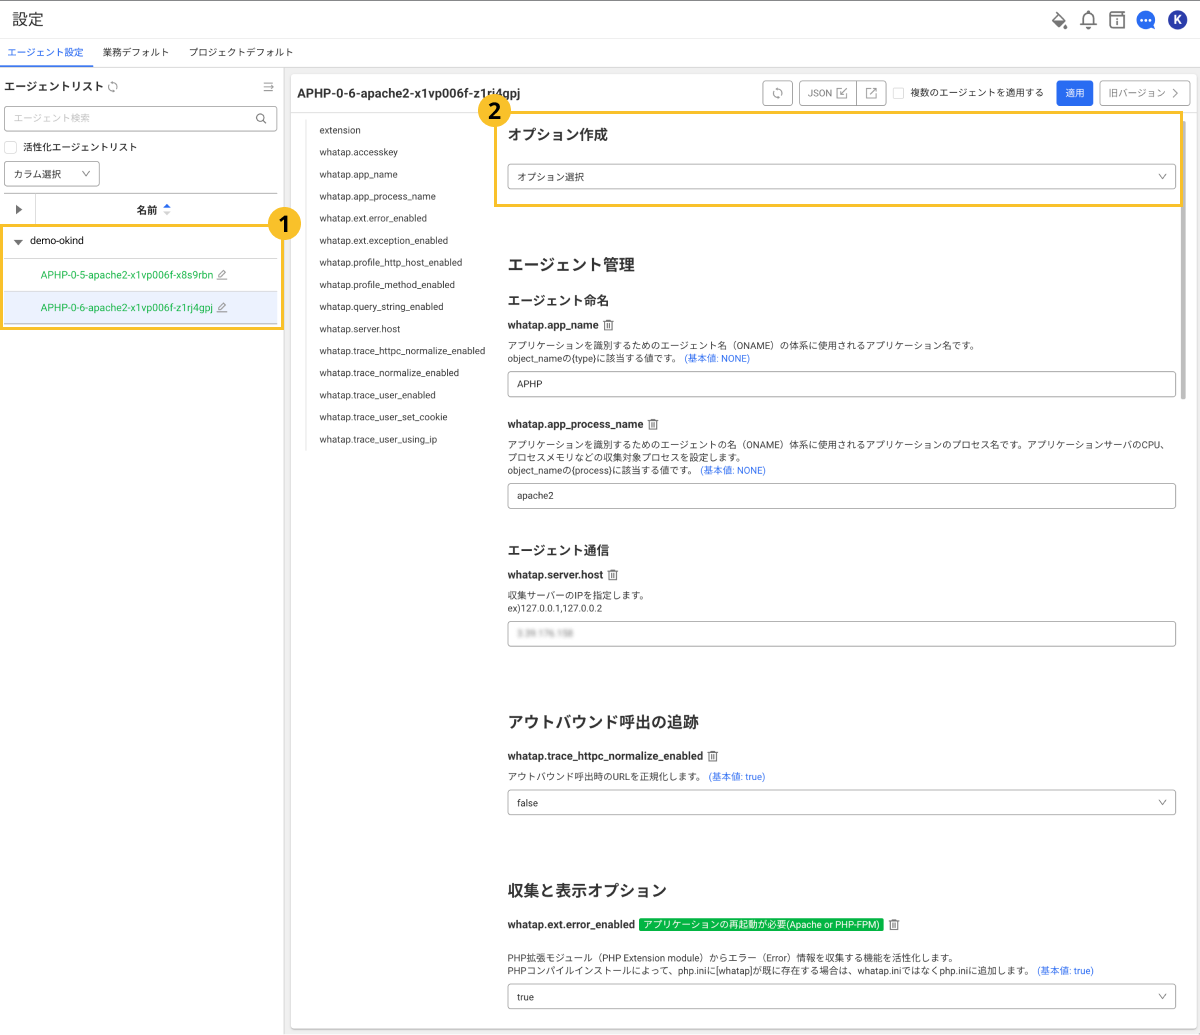 設定
K
エージェント設定
業務デフォルト
プロジェクトデフォルト
エージェントリスト
エージェント検索
活性化エージェントリスト
カラム選択
名前
1
demo-okind
APHP-0-5-apache2-x1vp006f-x8s9rbn
APHP-0-6-apache2-x1vp006f-z1rj4gpj
APHP-0-6-apache2-x1vp006f-z1rj4gpj
JSON
複数のエージェントを適用する
適用
旧バージョン
2
extension
whatap.accesskey
whatap.app_name
whatap.app_process_name
whatap.ext.error_enabled
whatap.ext.exception_enabled
whatap.profile_http_host_enabled
whatap.profile_method_enabled
whatap.query_string_enabled
whatap.server.host
whatap.trace_httpc_normalize_enabled
whatap.trace_normalize_enabled
whatap.trace_user_enabled
whatap.trace_user_set_cookie
whatap.trace_user_using_ip
オプション作成
オプション選択
エージェント管理
エージェント命名
whatap.app_name
アプリケーションを識別するためのエージェント名（ONAME）の体系に使用されるアプリケーション名です。
object_nameの{type}に該当する値です。 (基本値: NONE)
APHP
whatap.app_process_name
アプリケーションを識別するためのエージェントの名（ONAME）体系に使用されるアプリケーションのプロセス名です。アプリケーションサーバのCPU、
プロセスメモリなどの収集対象プロセスを設定します。
object_nameの{process}に該当する値です。 (基本値: NONE)
apache2
エージェント通信
whatap.server.host
収集サーバーのIPを指定します。
ex)127.0.0.1,127.0.0.2
アウトバウンド呼出の追跡
whatap.trace_httpc_normalize_enabled
アウトバウンド呼出時のURLを正規化します。 (基本値: true)
false
収集と表示オプション
whatap.ext.error_enabled アプリケーションの再起動が必要(Apache or PHP-FPM)
PHP拡張モジュール（PHP Extension module）からエラー（Error）情報を収集する機能を活性化します。
PHPコンパイルインストールによって、php.iniに[whatap]が既に存在する場合は、whatap.iniではなくphp.iniに追加します。 (基本値: true)
true